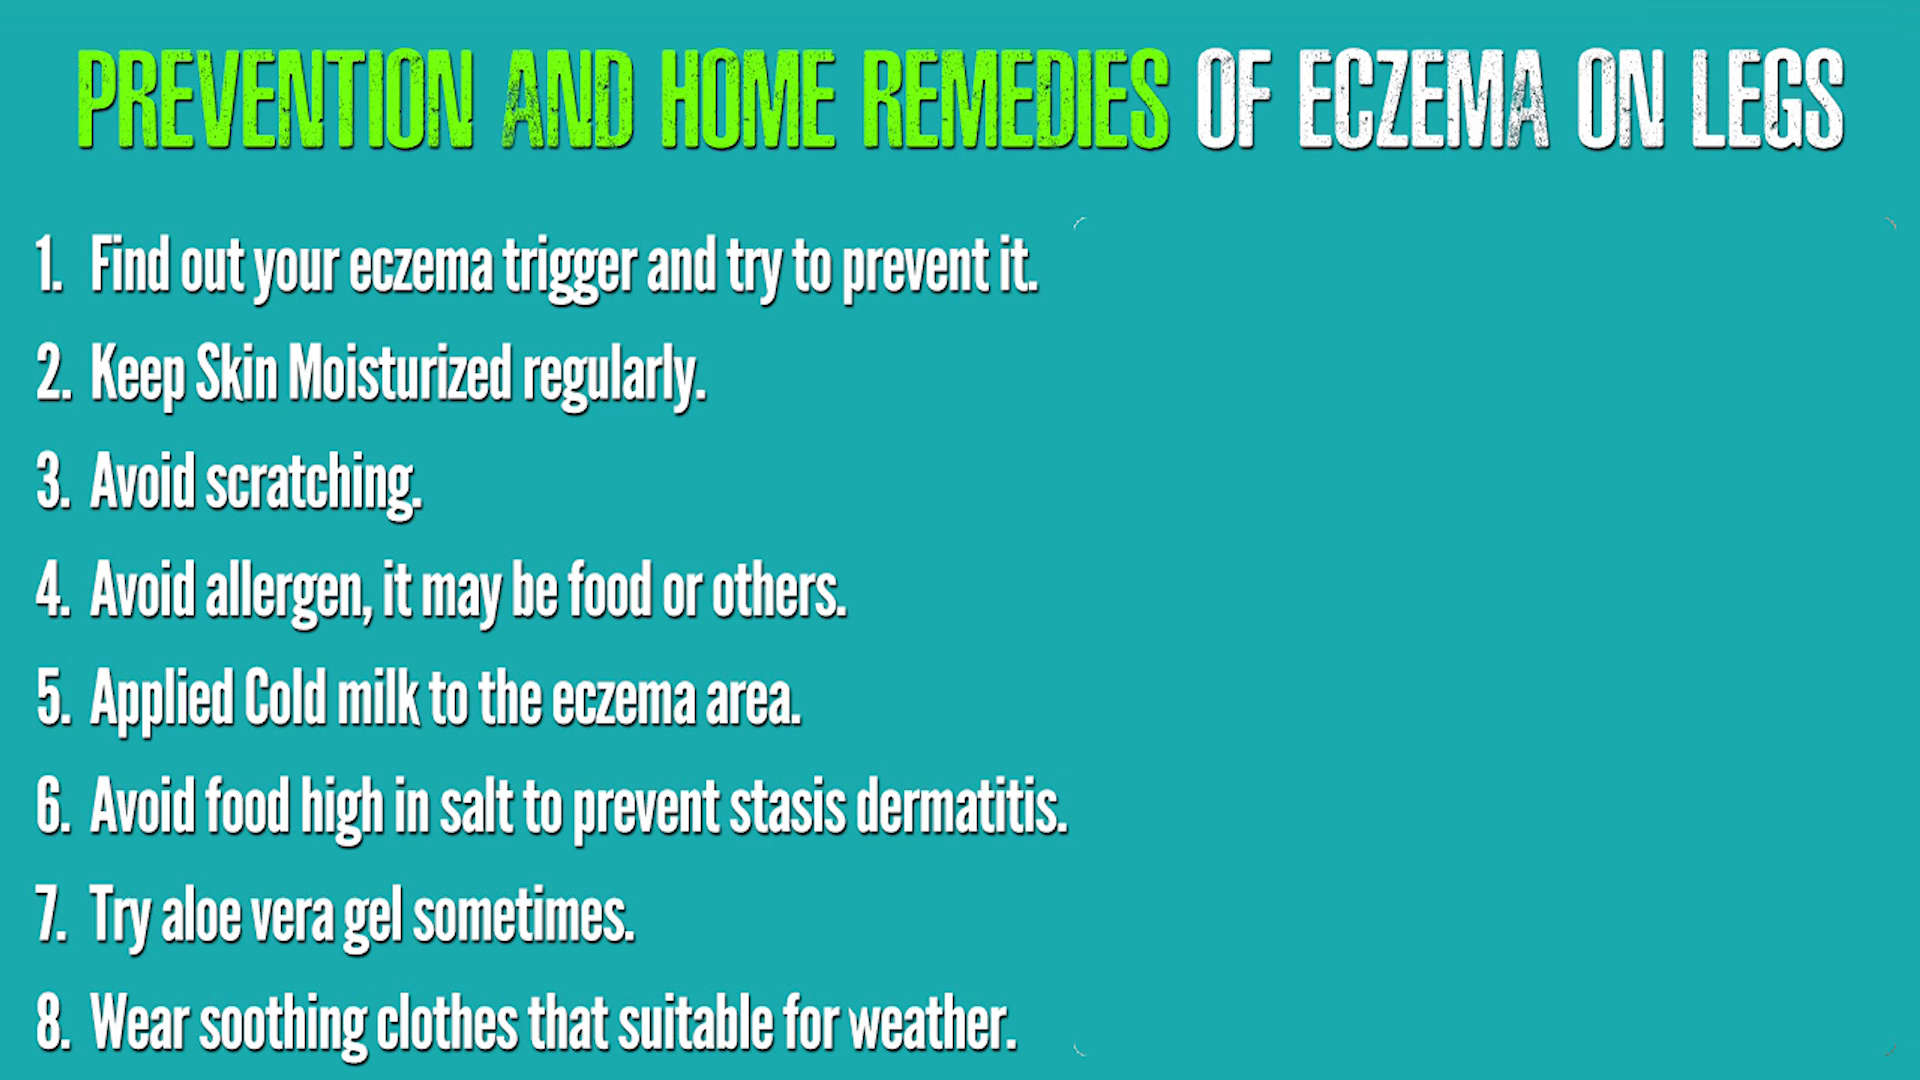 PREVENTION AND HOME REMEDIES OF ECZEMA ON LEGS
1. Find out your eczema trigger and try to prevent it.
2. Keep Skin Moisturized regularly.
3. Avoid scratching.
4. Avoid allergen, it may be food or others.
5. Applied Cold milk to the eczema area.
6. Avoid food high in salt to prevent stasis dermatitis.
7. Try aloe vera gel sometimes.
8. Wear soothing clothes that suitable for weather.